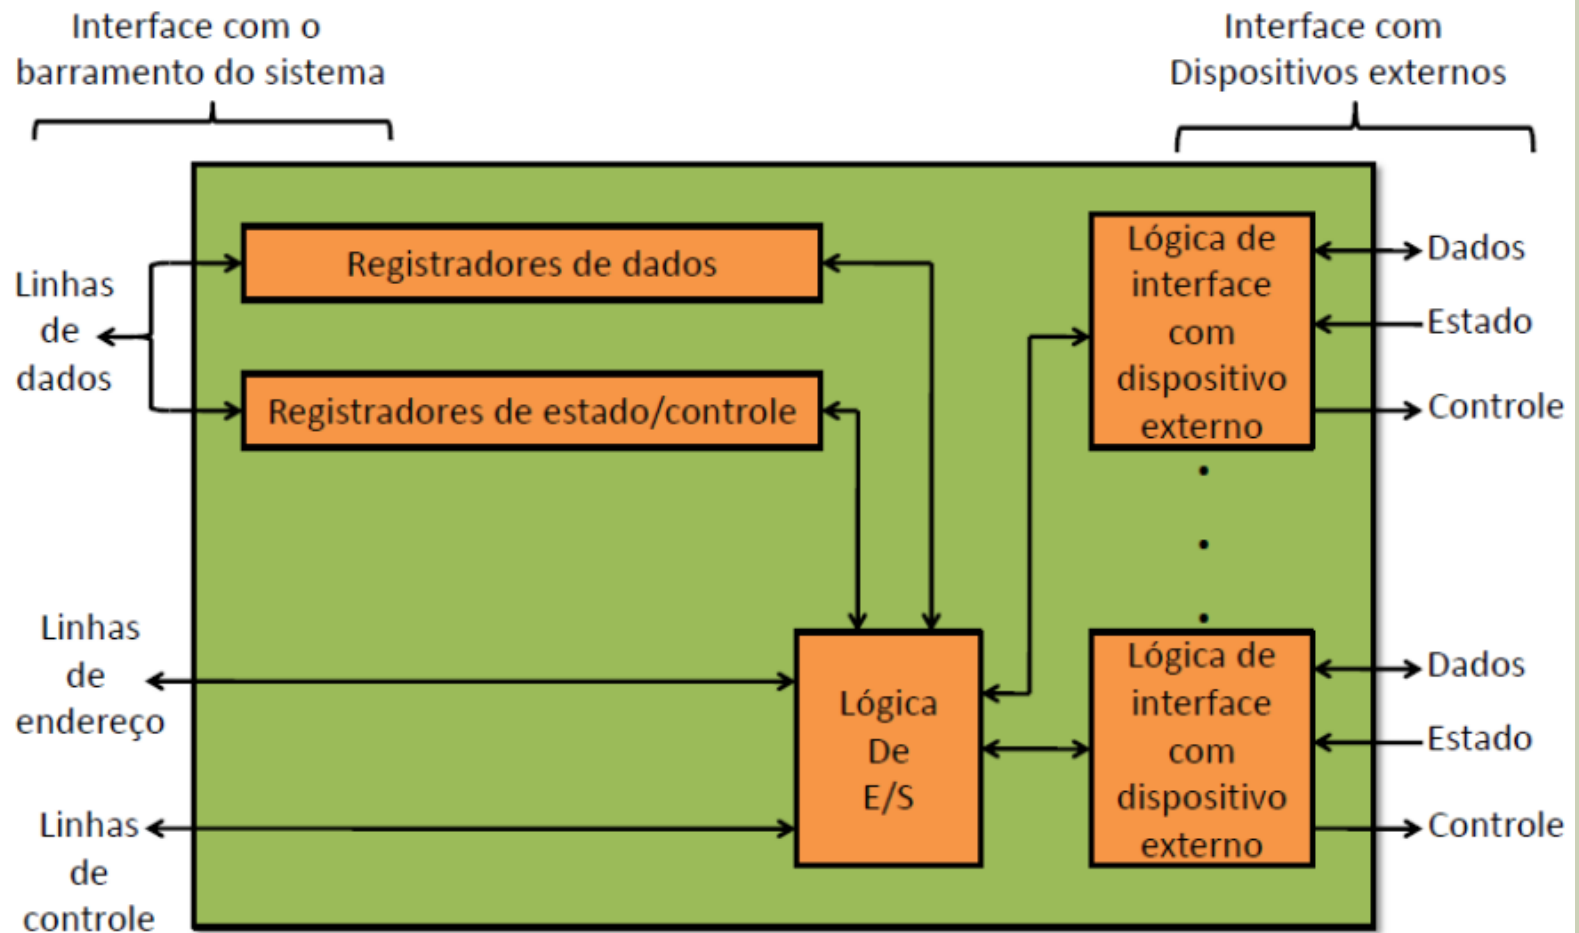 Interface com o
barramento do sistema
Interface com
Dispositivos externos
Linhas
de
dados
Registradores de dados
Registradores de estado/controle
Lógica de
interface
com
dispositivo
externo
Dados
Estado
Controle
Linhas
de
endereço
Linhas
de
controle
Lógica
De
E/S
Lógica de
interface
com
dispositivo
externo
Dados
Estado
Controle